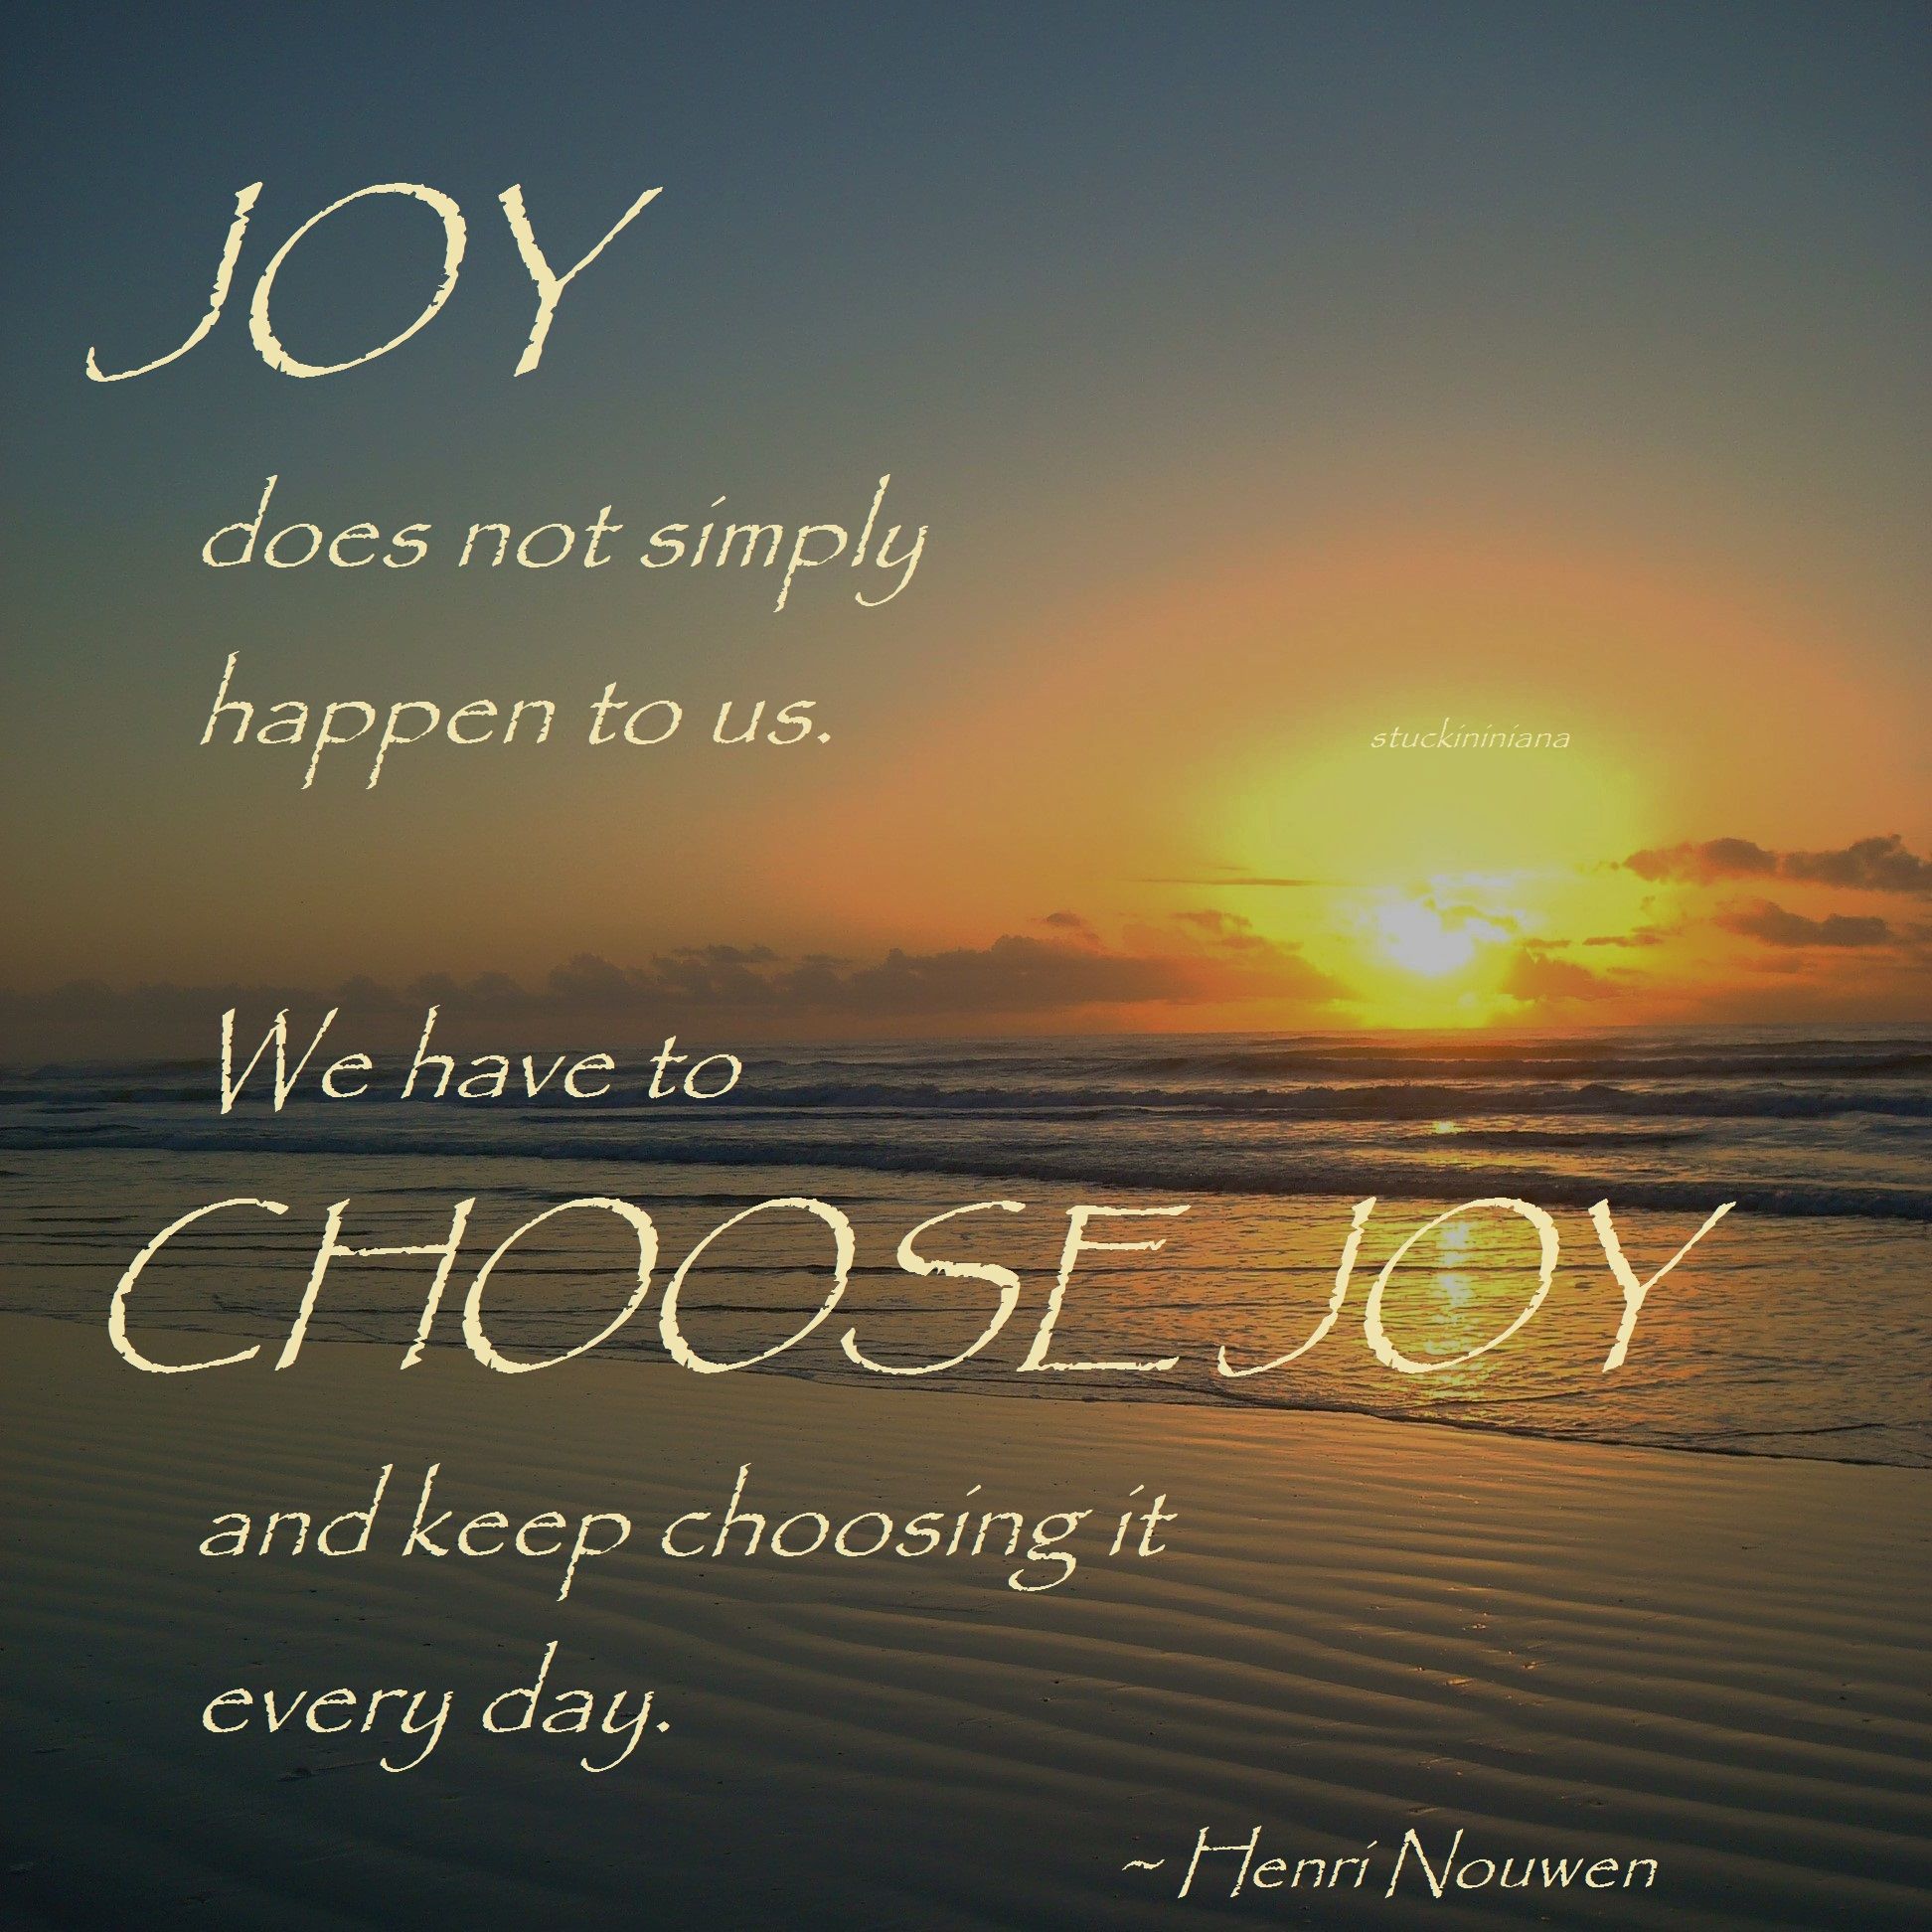 JOY
does not simply
happen to us.
stuckininiana
We have to
CHOOSE JOY
and keep choosing it
every day.
~ Henri Nouwen